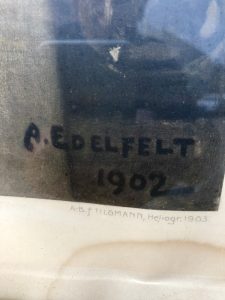 A. EDELFELT
1902
A.-B. F. TILGMANN, Heliogr. 1903.